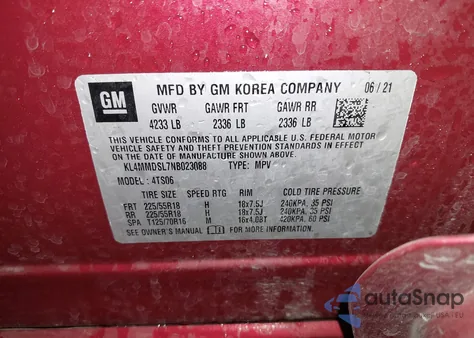 GM
MFD BY GM KOREA COMPANY 06/21
GVWR GAWR FRT GAWR RR
4233 LB 2336 LB 2336 LB
THIS VEHICLE CONFORMS TO ALL APPLICABLE U.S. FEDERAL MOTOR
VEHICLE SAFETY AND THEFT PREVENTION STANDARDS IN
EFFECT ON THE DATE OF MANUFACTURE SHOWN ABOVE.
KL4MMDSL7NB023088 TYPE: MPV
MODEL: 4TS06
TIRE SIZE SPEED RTG RIM COLD TIRE PRESSURE
FRT 225/55R18 H 18x7.5J 240KPA, 35 PSI
RR 225/55R18 H 18x7.5J 240KPA, 35 PSI
SPA T125/70R16 M 16x4.0BT 420KPA, 60 PSI
SEE OWNER'S MANUAL FOR MORE INFORMATION.
autoSnap